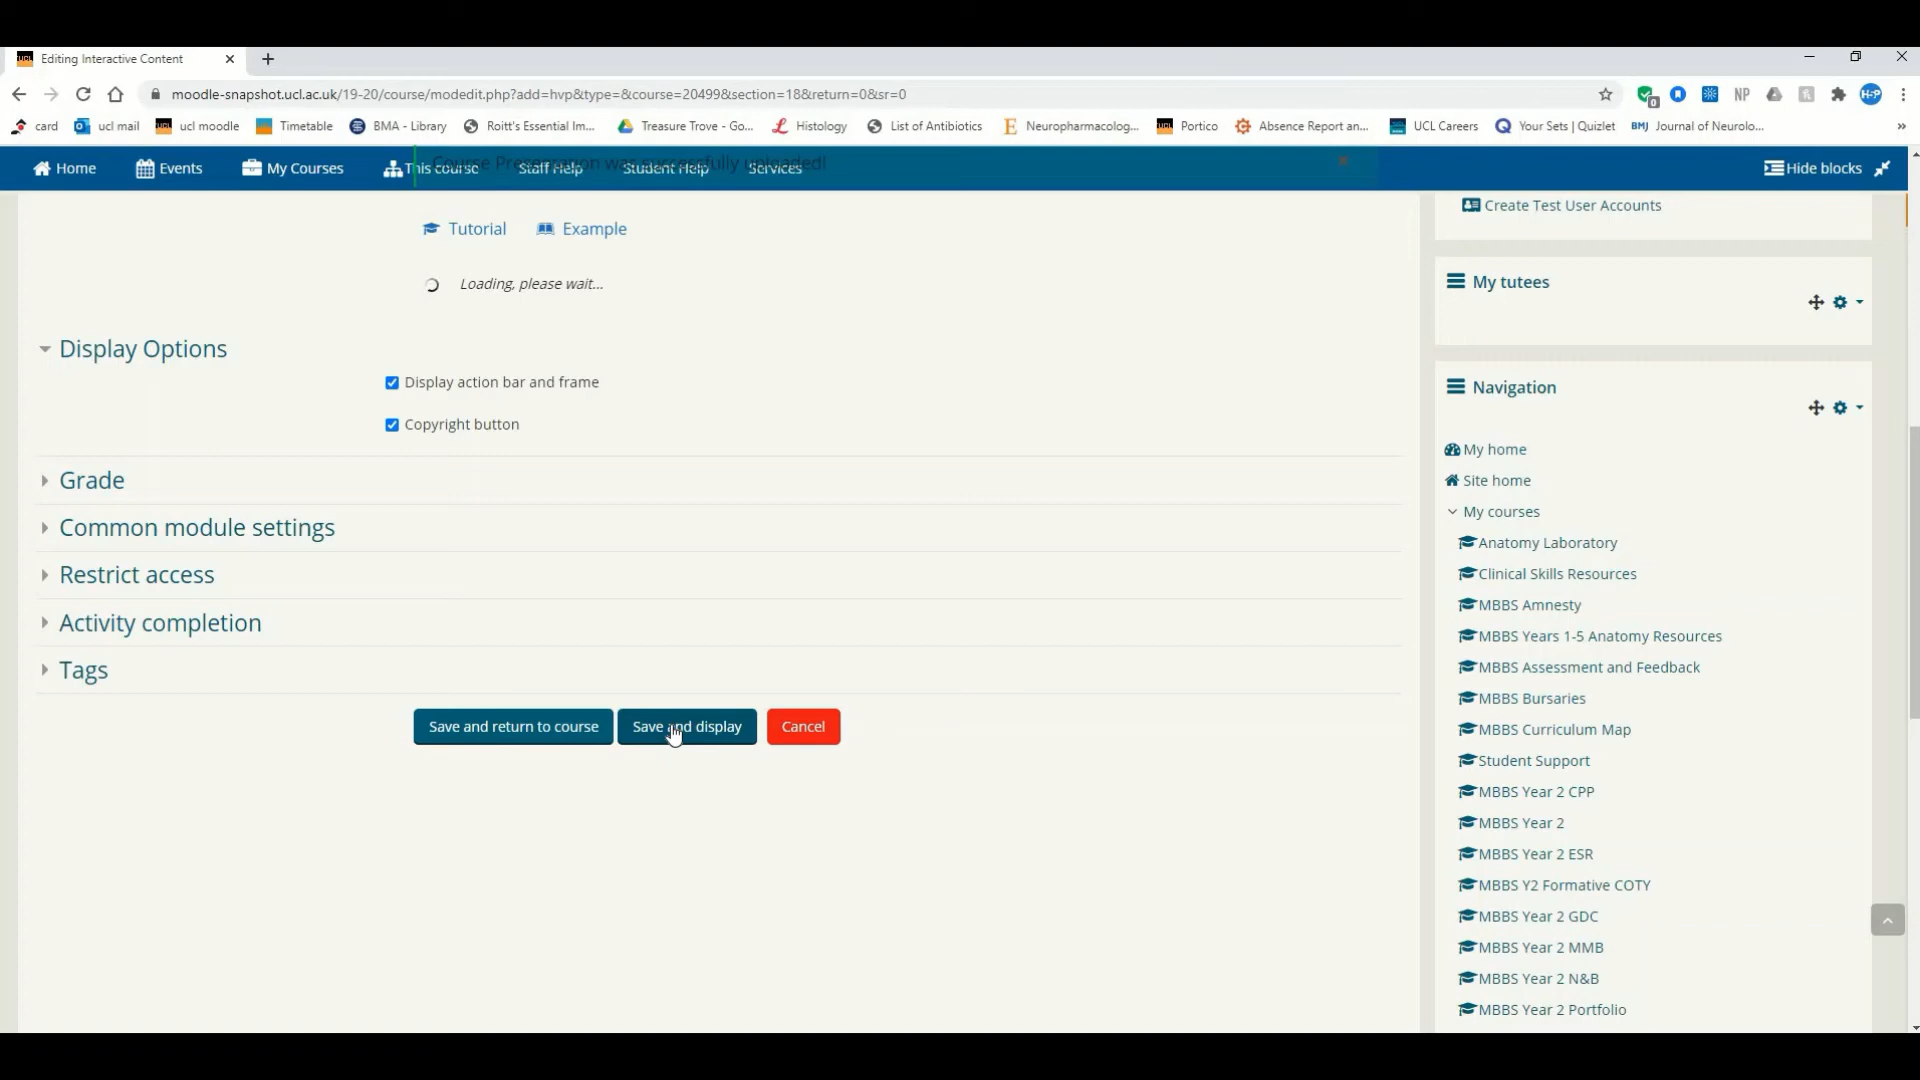 Editing Interactive Content
moodle-snapshot.ucl.ac.uk/19-20/course/modedit.php?add=hvp&type=&course=20499&section=18&return=0&sr=0
0
NP
H-P
card
ucl mail
ucl moodle
Timetable
BMA - Library
Roitt's Essential Im...
Treasure Trove - Go...
Histology
List of Antibiotics
Neuropharmacolog...
Portico
Absence Report an...
UCL Careers
Your Sets | Quizlet
BMJ Journal of Neurolo...
Course Presentation was successfully uploaded!
Home
Events
My Courses
This course
Staff Help
Student Help
Services
Hide blocks
Tutorial
Example
Loading, please wait...
Display Options
Display action bar and frame
Copyright button
Grade
Common module settings
Restrict access
Activity completion
Tags
Save and return to course
Save and display
Cancel
Create Test User Accounts
My tutees
Navigation
My home
Site home
My courses
Anatomy Laboratory
Clinical Skills Resources
MBBS Amnesty
MBBS Years 1-5 Anatomy Resources
MBBS Assessment and Feedback
MBBS Bursaries
MBBS Curriculum Map
Student Support
MBBS Year 2 CPP
MBBS Year 2
MBBS Year 2 ESR
MBBS Y2 Formative COTY
MBBS Year 2 GDC
MBBS Year 2 MMB
MBBS Year 2 N&B
MBBS Year 2 Portfolio